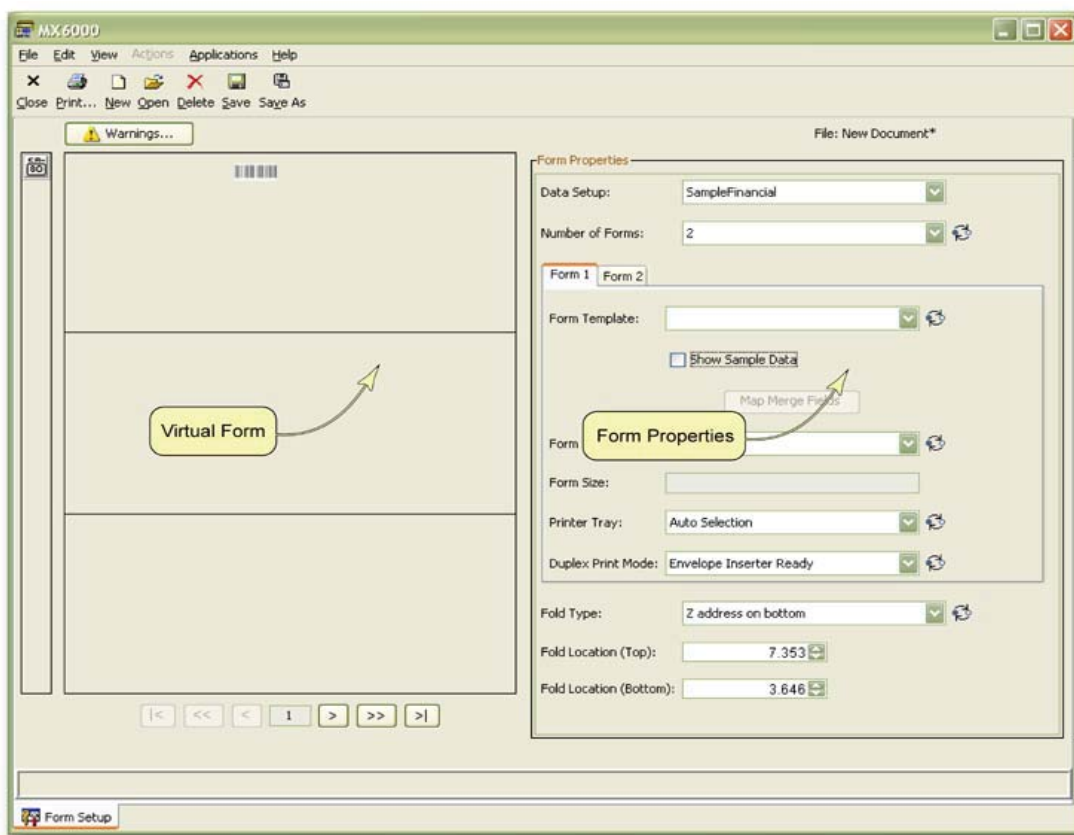 MX6000
File Edit View Actions Applications Help
Close Print... New Open Delete Save Save As
Warnings...
File: New Document*
Form Properties
Data Setup: SampleFinancial
Number of Forms: 2
Form 1 Form 2
Form Template:
Show Sample Data
Map Merge Fields
Virtual Form
Form Properties
Form
Form Size:
Printer Tray: Auto Selection
Duplex Print Mode: Envelope Inserter Ready
Fold Type: Z address on bottom
Fold Location (Top): 7.353
Fold Location (Bottom): 3.646
|< << < 1 > >> >|
Form Setup